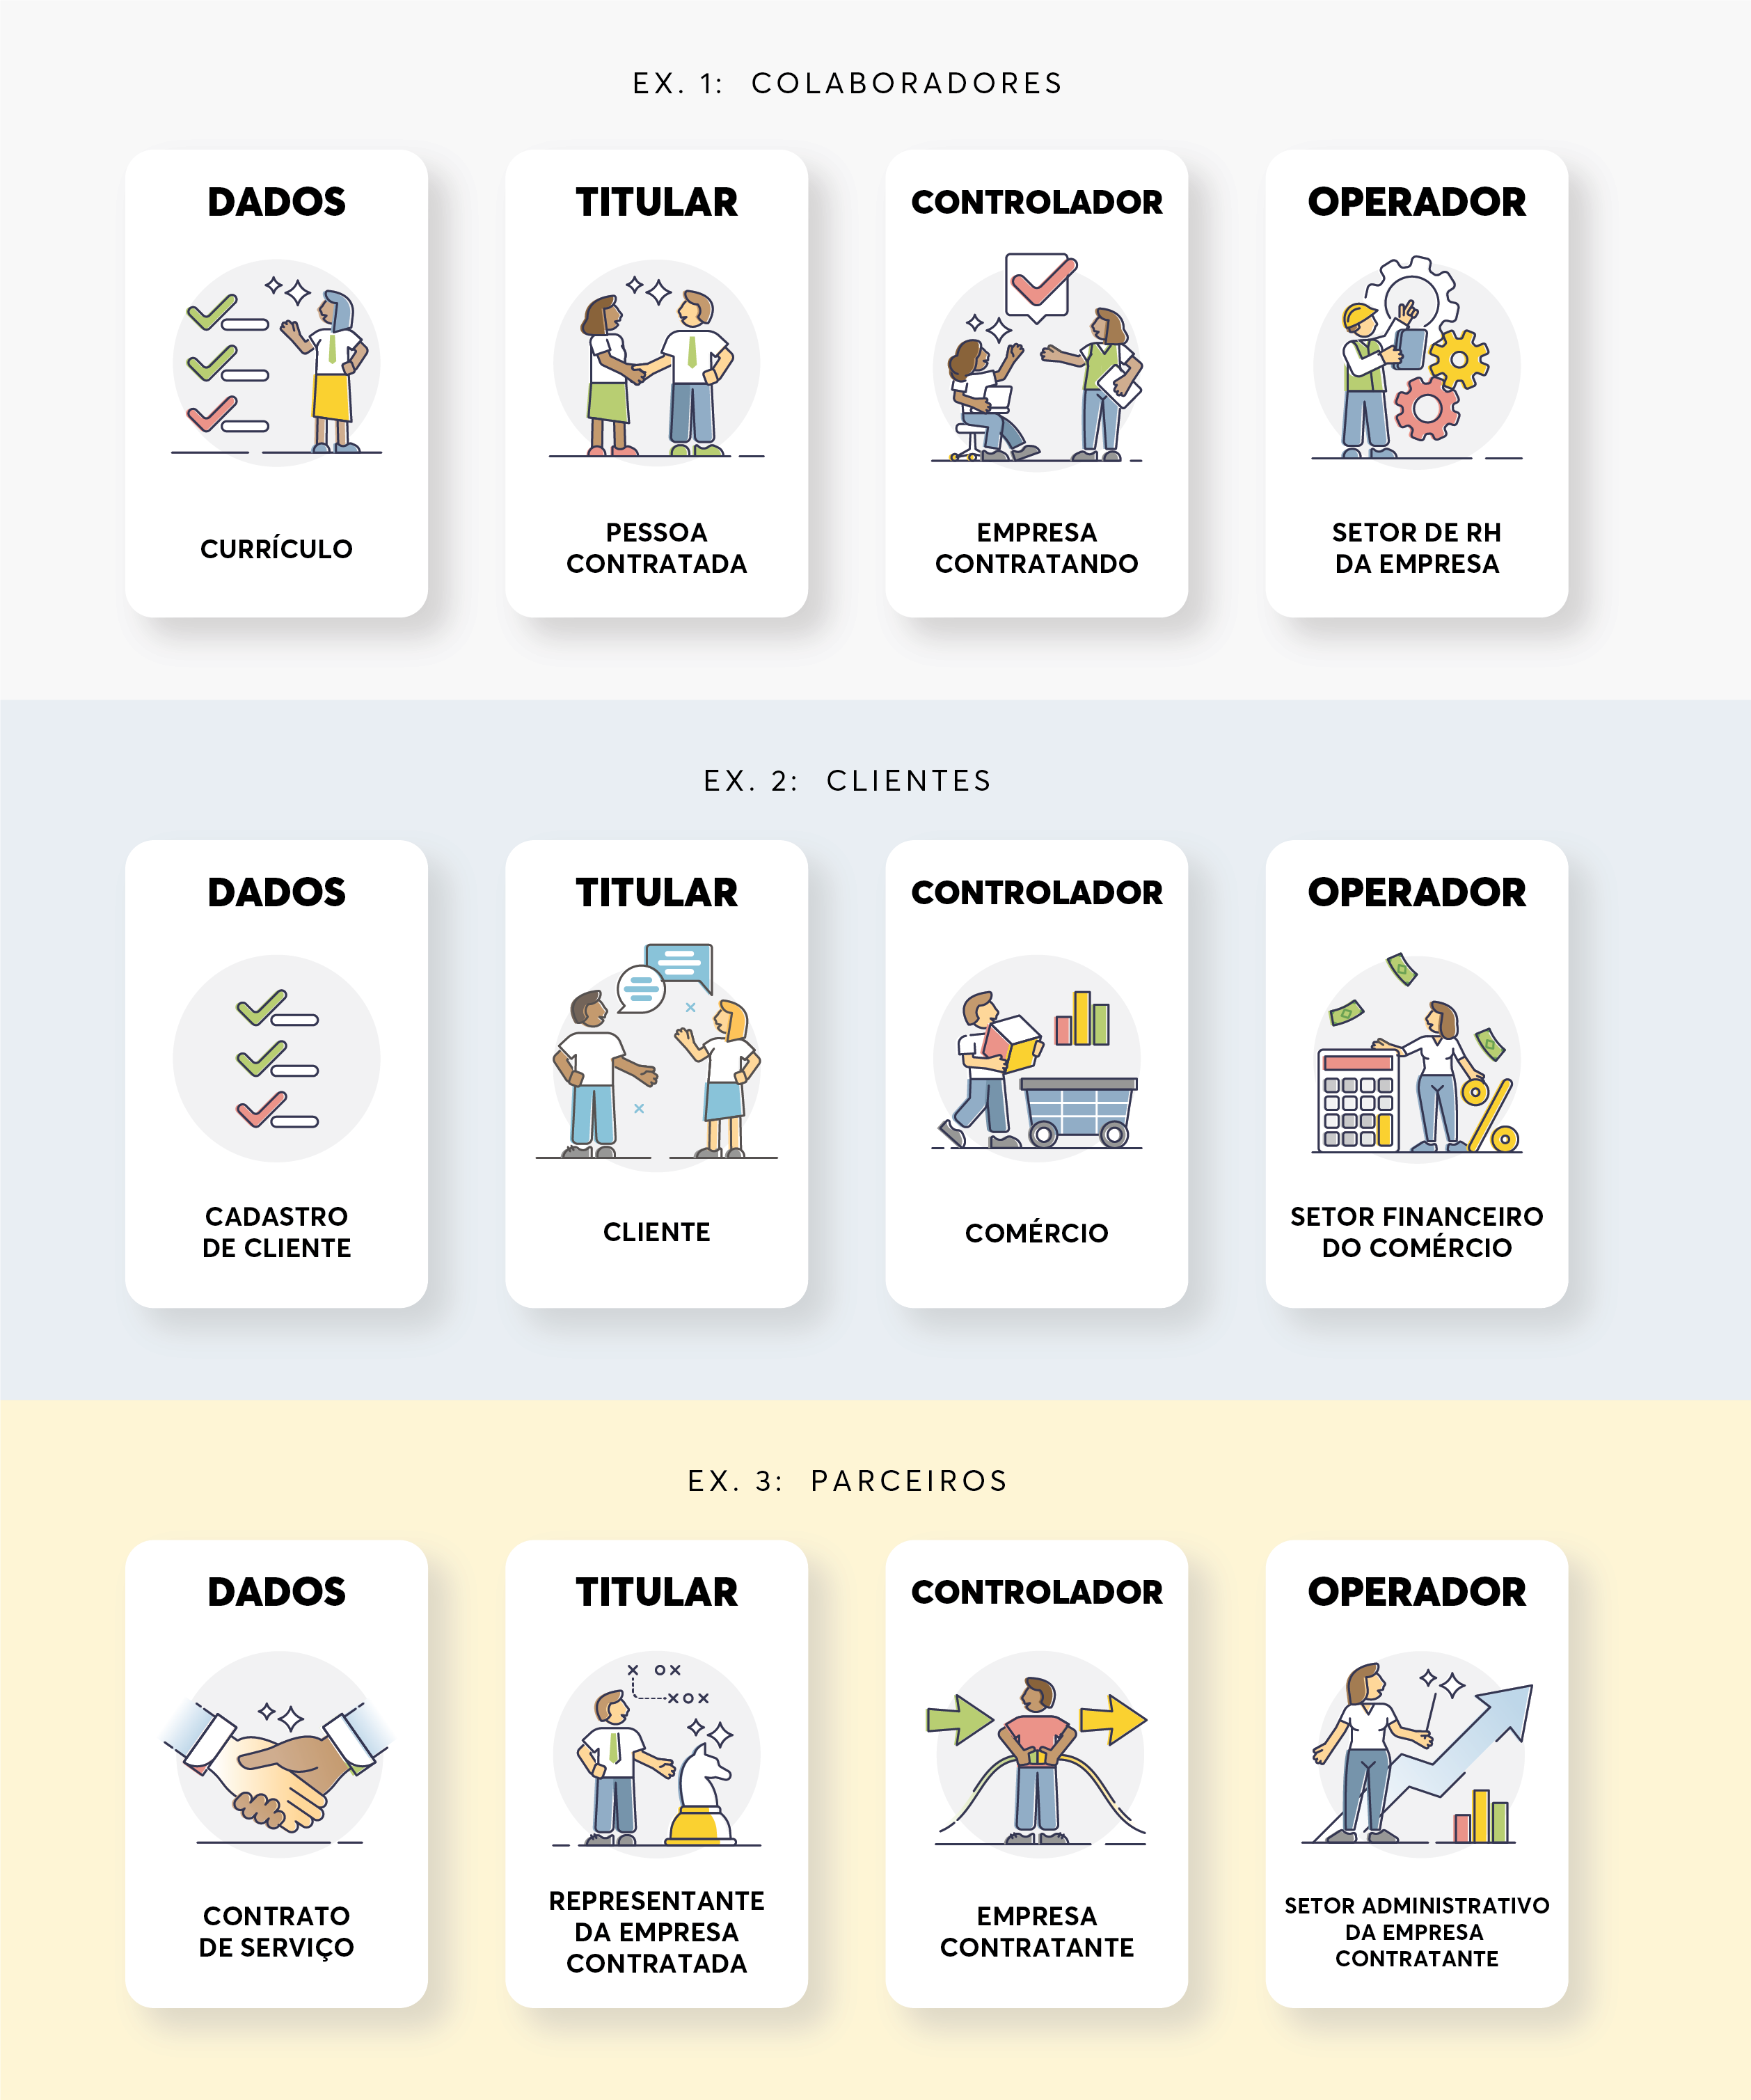 EX. 1: COLABORADORES
DADOS
CURRÍCULO
TITULAR
PESSOA
CONTRATADA
CONTROLADOR
EMPRESA
CONTRATANDO
OPERADOR
SETOR DE RH
DA EMPRESA
EX. 2: CLIENTES
DADOS
CADASTRO
DE CLIENTE
TITULAR
CLIENTE
CONTROLADOR
COMÉRCIO
OPERADOR
SETOR FINANCEIRO
DO COMÉRCIO
EX. 3: PARCEIROS
DADOS
CONTRATO
DE SERVIÇO
TITULAR
REPRESENTANTE
DA EMPRESA
CONTRATADA
CONTROLADOR
EMPRESA
CONTRATANTE
OPERADOR
SETOR ADMINISTRATIVO
DA EMPRESA
CONTRATANTE